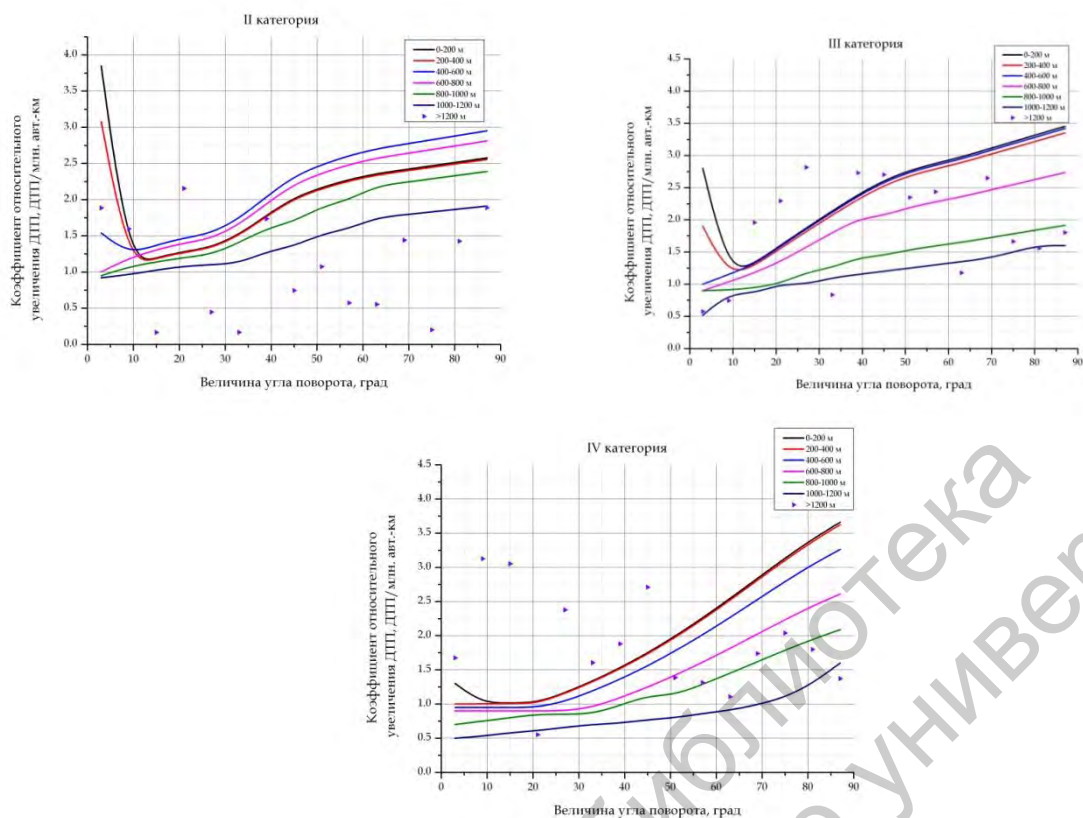 II категория
Коэффициент относительного
увеличения ДТП, ДТП/млн. авт.-км
4.0
3.5
3.0
2.5
2.0
1.5
1.0
0.5
0.0
0-200 м
200-400 м
400-600 м
600-800 м
800-1000 м
1000-1200 м
>1200 м
0 10 20 30 40 50 60 70 80 90
Величина угла поворота, град
III категория
Коэффициент относительного
увеличения ДТП, ДТП/млн. авт.-км
4.5
4.0
3.5
3.0
2.5
2.0
1.5
1.0
0.5
0.0
0-200 м
200-400 м
400-600 м
600-800 м
800-1000 м
1000-1200 м
>1200 м
0 10 20 30 40 50 60 70 80 90
Величина угла поворота, град
IV категория
Коэффициент относительного
увеличения ДТП, ДТП/млн. авт.-км
4.5
4.0
3.5
3.0
2.5
2.0
1.5
1.0
0.5
0.0
0-200 м
200-400 м
400-600 м
600-800 м
800-1000 м
1000-1200 м
>1200 м
0 10 20 30 40 50 60 70 80 90
Величина угла поворота, град